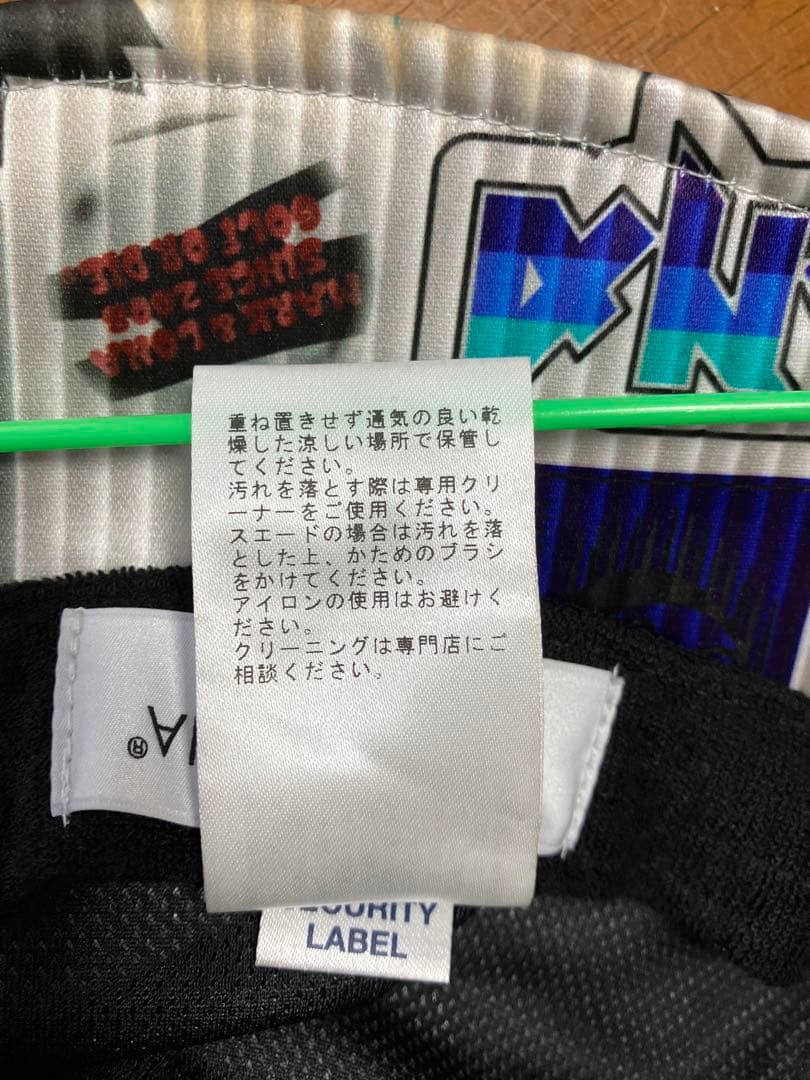 GOLF OR DIE.
SINCE 2008
MARK & LONA
重ね置きせず通気の良い乾
燥した涼しい場所で保管し
てください。
汚れを落とす際は専用クリ
ーナーをご使用ください。
スエードの場合は汚れを落
とした上、かためのブラシ
をかけてください。
アイロンの使用はお避けく
ださい。
クリーニングは専門店にご
相談ください。
SECURITY
LABEL